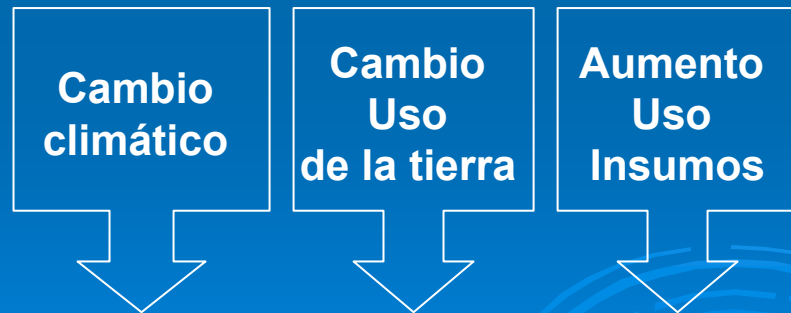 Cambio
climático
Cambio
Uso
de la tierra
Aumento
Uso
Insumos